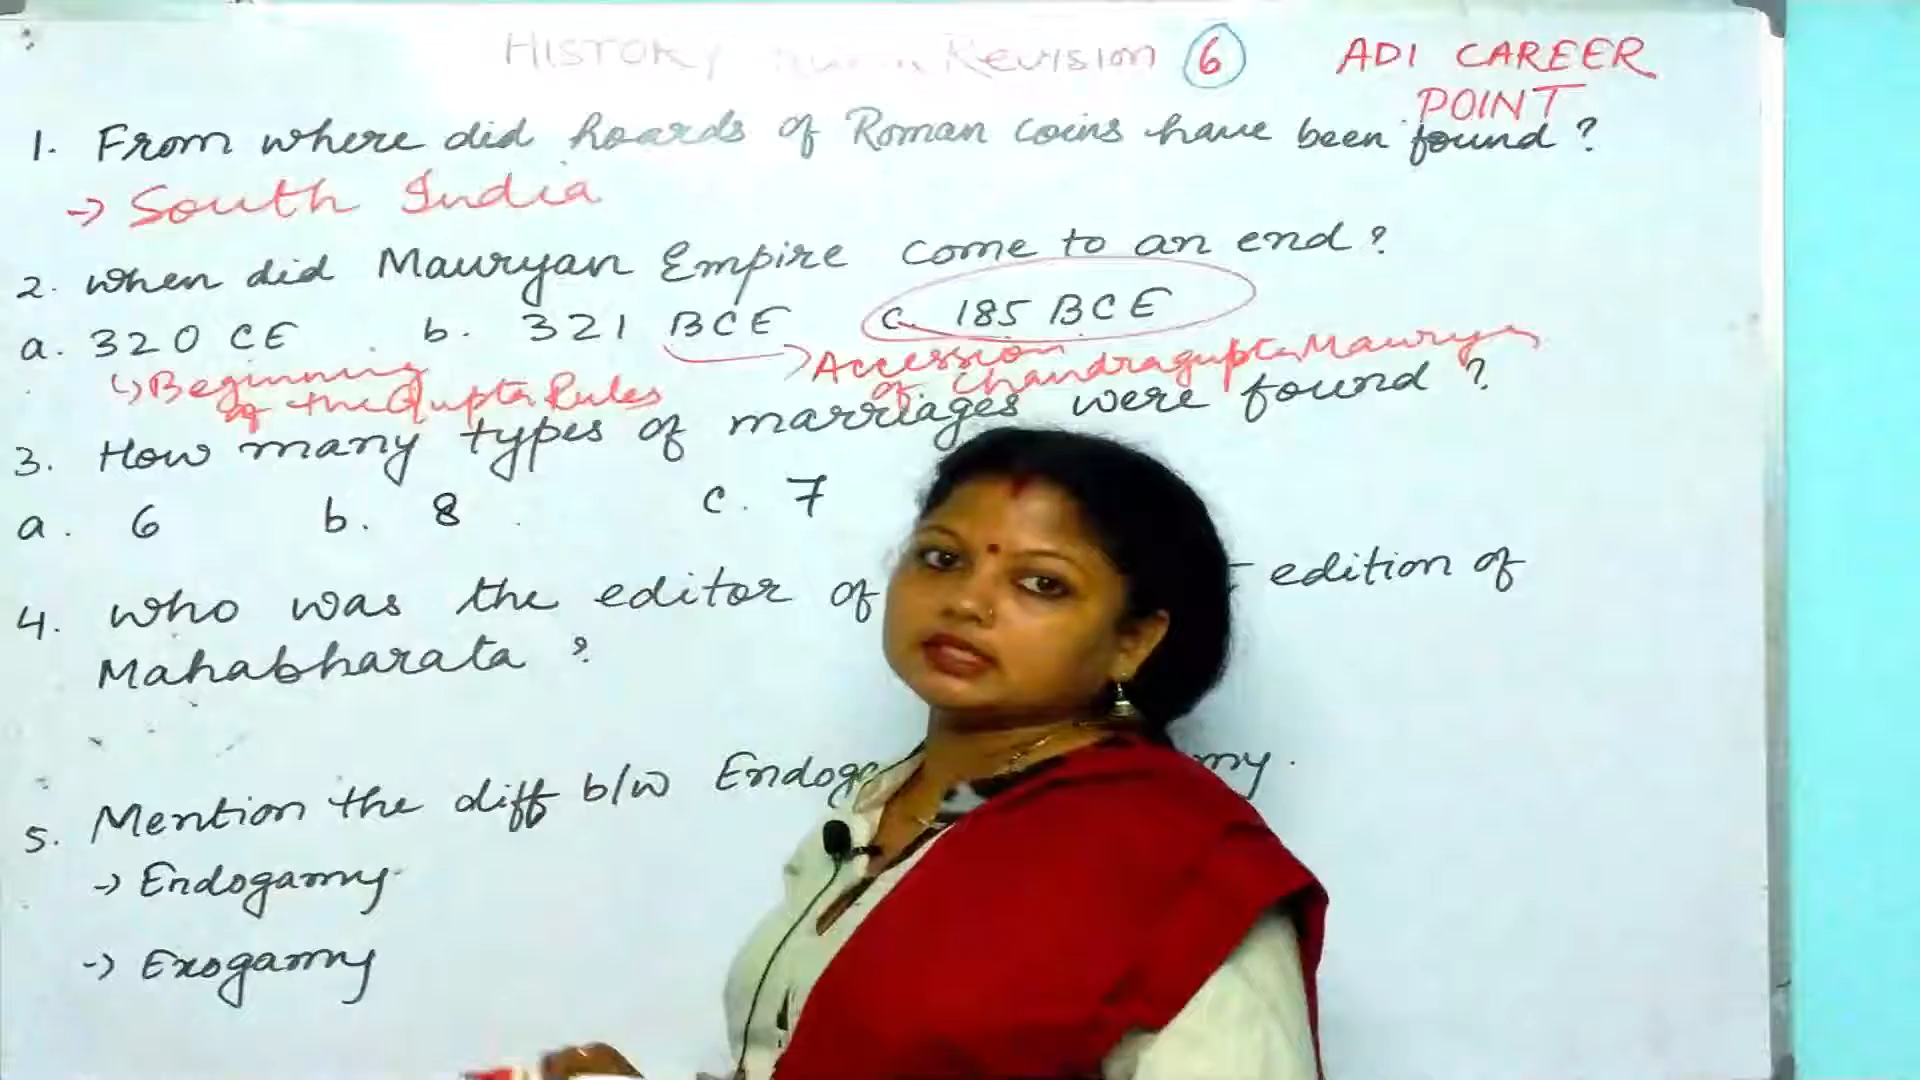 HISTORY Revision 6
ADI CAREER
POINT
1. From where did hoards of Roman coins have been found?
-> South India
2. When did Mauryan Empire come to an end?
a. 320 CE b. 321 BCE c. 185 BCE
Beginning of the Gupta Rules
Accession of Chandragupta Maurya
3. How many types of marriages were found?
a. 6 b. 8 c. 7
4. Who was the editor of edition of
Mahabharata?
5. Mention the diff b/w
-> Endogamy
-> Exogamy